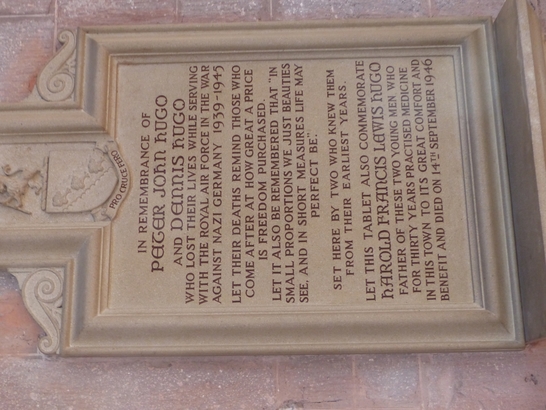 PRO CRUCE FIDEI
IN REMEMBRANCE OF
PETER JOHN HUGO
AND DENNIS HUGO
WHO LOST THEIR LIVES WHILE SERVING
WITH THE ROYAL AIR FORCE IN THE WAR
AGAINST NAZI GERMANY 1939-1945
LET THEIR DEATHS REMIND THOSE WHO
COME AFTER AT HOW GREAT A PRICE
IS FREEDOM PURCHASED.
LET IT ALSO BE REMEMBERED THAT "IN
SMALL PROPORTIONS WE JUST BEAUTIES
SEE, AND IN SHORT MEASURES LIFE MAY
PERFECT BE."
SET HERE BY TWO WHO KNEW THEM
FROM THEIR EARLIEST YEARS.
LET THIS TABLET ALSO COMMEMORATE
HAROLD FRANCIS LEWIS HUGO
FATHER OF THESE TWO YOUNG MEN WHO
FOR THIRTY YEARS PRACTISED MEDICINE
IN THIS TOWN TO ITS GREAT COMFORT AND
BENEFIT AND DIED ON 14TH SEPTEMBER 1946